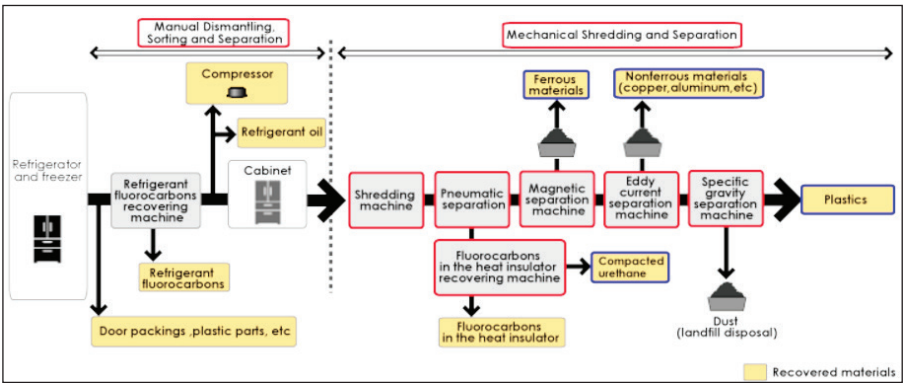 Manual Dismantling,
Sorting and Separation
Mechanical Shredding and Separation
Compressor
Refrigerant oil
Ferrous
materials
Nonferrous materials
(copper,aluminum,etc)
Refrigerator
and freezer
Refrigerant
fluorocarbons
recovering
machine
Cabinet
Shredding
machine
Pneumatic
separation
Magnetic
separation
machine
Eddy
current
separation
machine
Specific
gravity
separation
machine
Plastics
Refrigerant
fluorocarbons
Fluorocarbons
in the heat insulator
recovering machine
Compacted
urethane
Door packings ,plastic parts, etc
Fluorocarbons
in the heat insulator
Dust
(landfill disposal)
Recovered materials